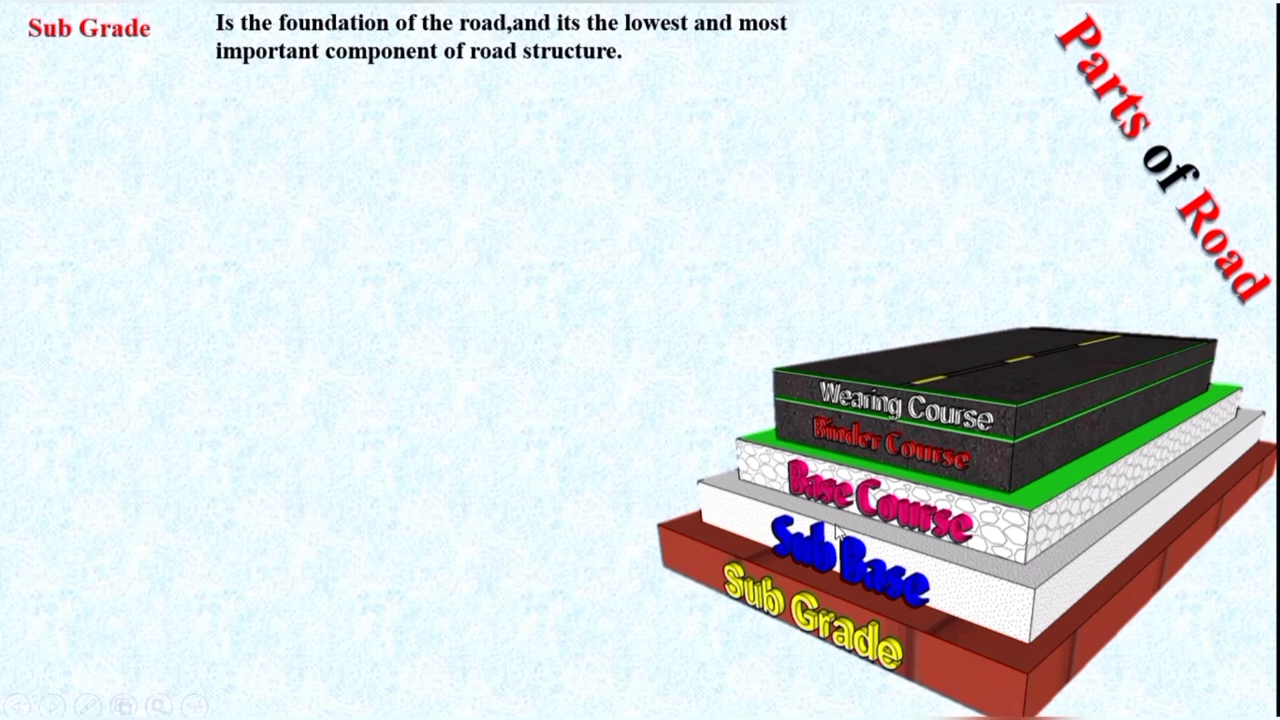 Sub Grade
Is the foundation of the road,and its the lowest and most
important component of road structure.
Parts of Road
Wearing Course
Binder Course
Base Course
Sub Base
Sub Grade